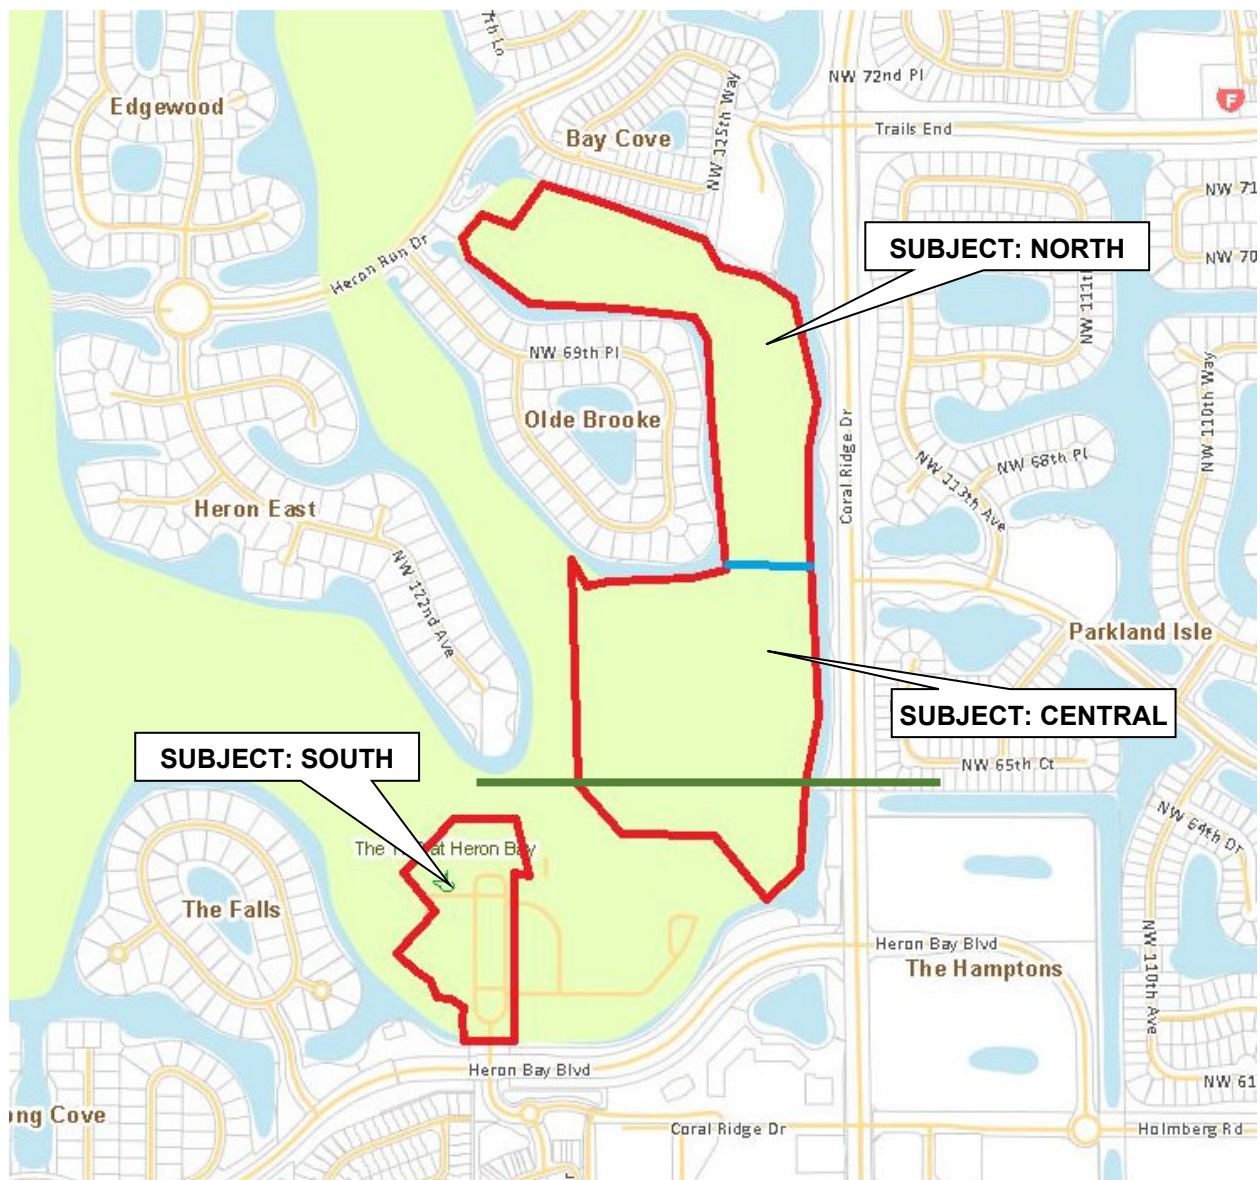 NW 72nd Pl
F
Edgewood
Bay Cove
NW 125th Way
Trails End
NW 71
SUBJECT: NORTH
NW 70
Heron Run Dr
NW 111th
NW 69th Pl
Olde Brooke
NW 110th Way
Coral Ridge Dr
NW 68th Pl
NW 113th Ave
Heron East
NW 122nd Ave
Parkland Isle
SUBJECT: CENTRAL
SUBJECT: SOUTH
NW 65th Ct
NW 64th Dr
at Heron Bay
The Falls
Heron Bay Blvd
The Hamptons
NW 110th Ave
Heron Bay Blvd
NW 61
ong Cove
Coral Ridge Dr
Holmberg Rd